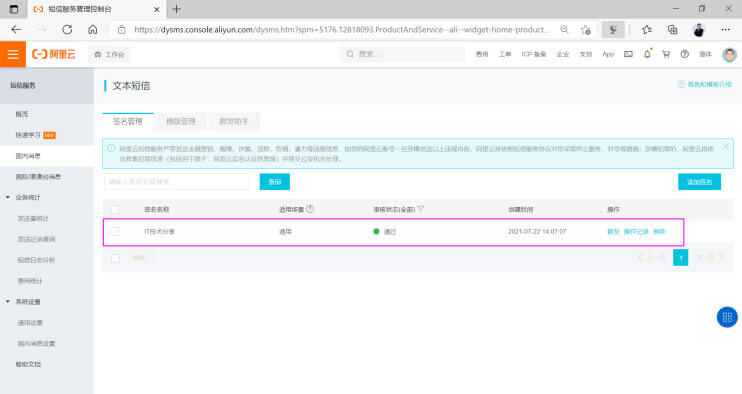 短信服务管理控制台
https://dysms.console.aliyun.com/dysms.htm?spm=5176.12818093.ProductAndService--ali--widget-home-product...
阿里云
工作台
搜索...
费用 工单 ICP 备案 企业 支持 App 简体
短信服务
文本短信
签名和模板介绍
概览
快速学习
国内消息
国际/港澳台消息
业务统计
发送量统计
发送记录查询
短信日志分析
费用统计
系统设置
通用设置
国内消息设置
帮助文档
签名管理 模版管理 群发助手
阿里云短信服务严禁发送金融营销、赌博、诈骗、淫秽、色情、暴力等违规信息，如您的阿里云账号一旦涉嫌发送以上违规内容，阿里云将依照短信服务协议对您采取终止服务、封号等措施；涉嫌犯罪的，阿里云将依
法收集犯罪线索（包括但不限于：阿里云实名认证信息等）并移交公安机关处理。
请输入签名名称搜索
查询
添加签名
签名名称 适用场景 审核状态(全部) 创建时间 操作
IT技术分享 通用 通过 2021-07-22 14:07:07 群发 操作记录 删除
上一页 1 下一页